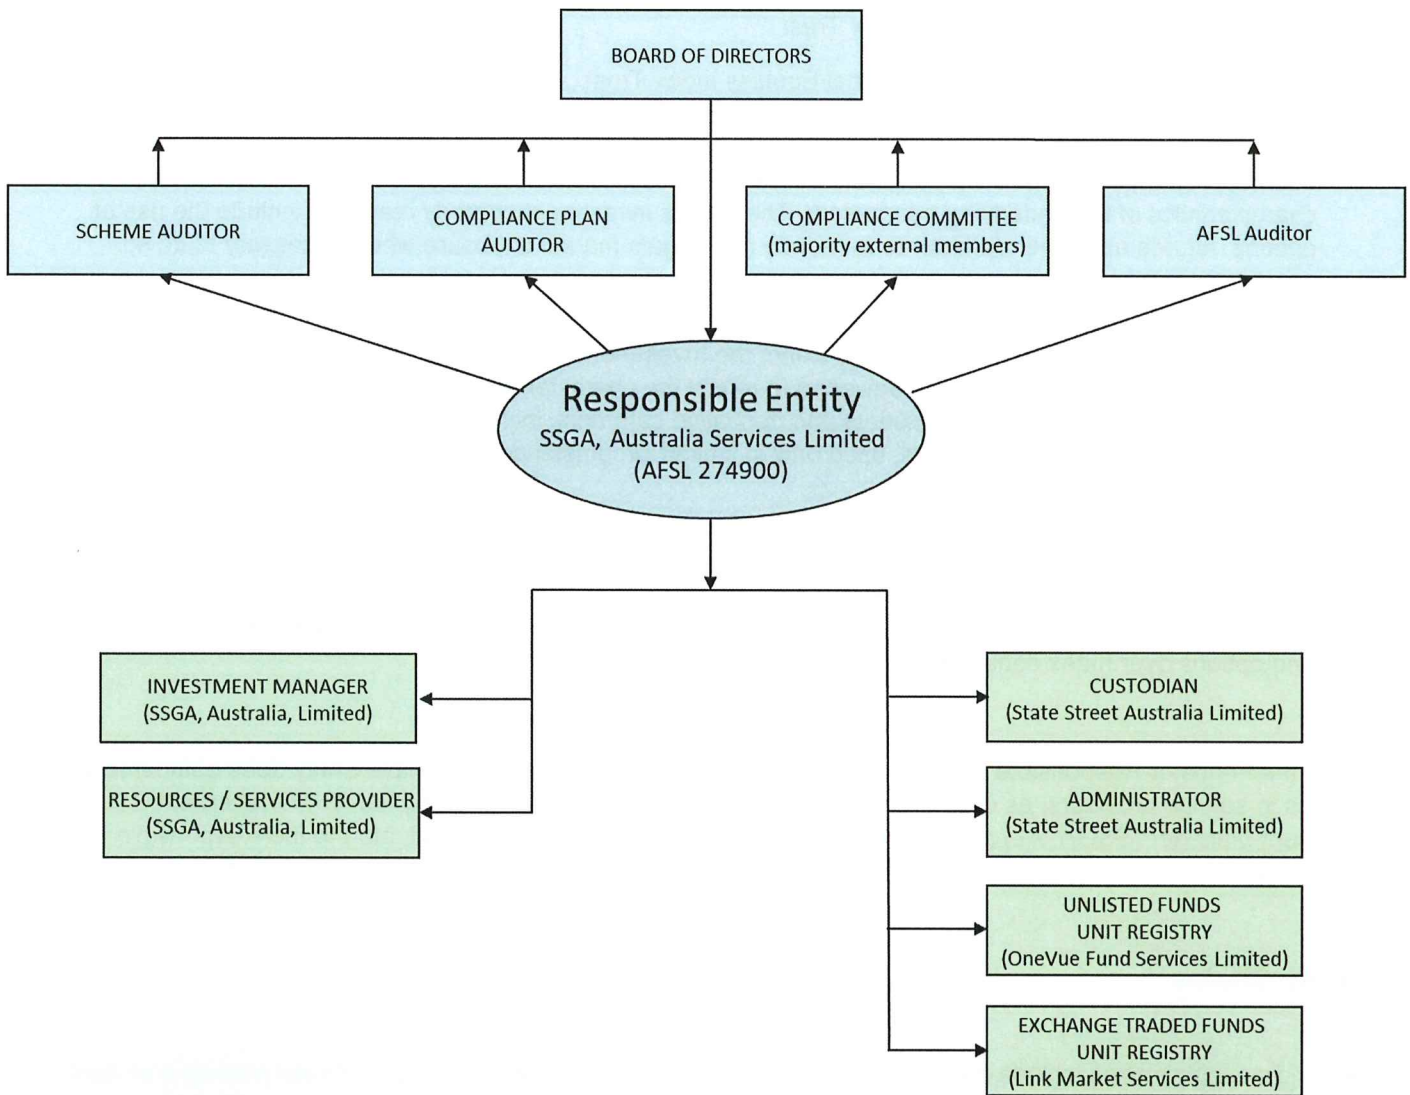 BOARD OF DIRECTORS
SCHEME AUDITOR
COMPLIANCE PLAN
AUDITOR
COMPLIANCE COMMITTEE
(majority external members)
AFSL Auditor
Responsible Entity
SSGA, Australia Services Limited
(AFSL 274900)
INVESTMENT MANAGER
(SSGA, Australia, Limited)
RESOURCES / SERVICES PROVIDER
(SSGA, Australia, Limited)
CUSTODIAN
(State Street Australia Limited)
ADMINISTRATOR
(State Street Australia Limited)
UNLISTED FUNDS
UNIT REGISTRY
(OneVue Fund Services Limited)
EXCHANGE TRADED FUNDS
UNIT REGISTRY
(Link Market Services Limited)